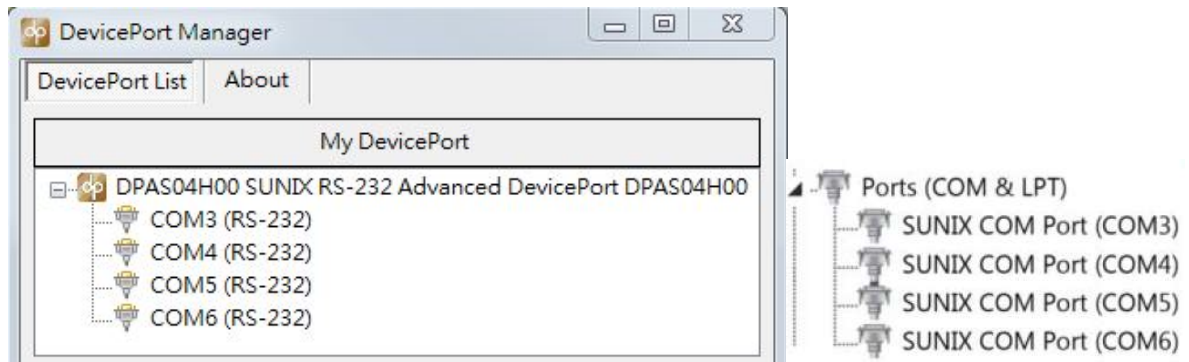 DevicePort Manager
DevicePort List About
My DevicePort
DPAS04H00 SUNIX RS-232 Advanced DevicePort DPAS04H00
COM3 (RS-232)
COM4 (RS-232)
COM5 (RS-232)
COM6 (RS-232)
Ports (COM & LPT)
SUNIX COM Port (COM3)
SUNIX COM Port (COM4)
SUNIX COM Port (COM5)
SUNIX COM Port (COM6)